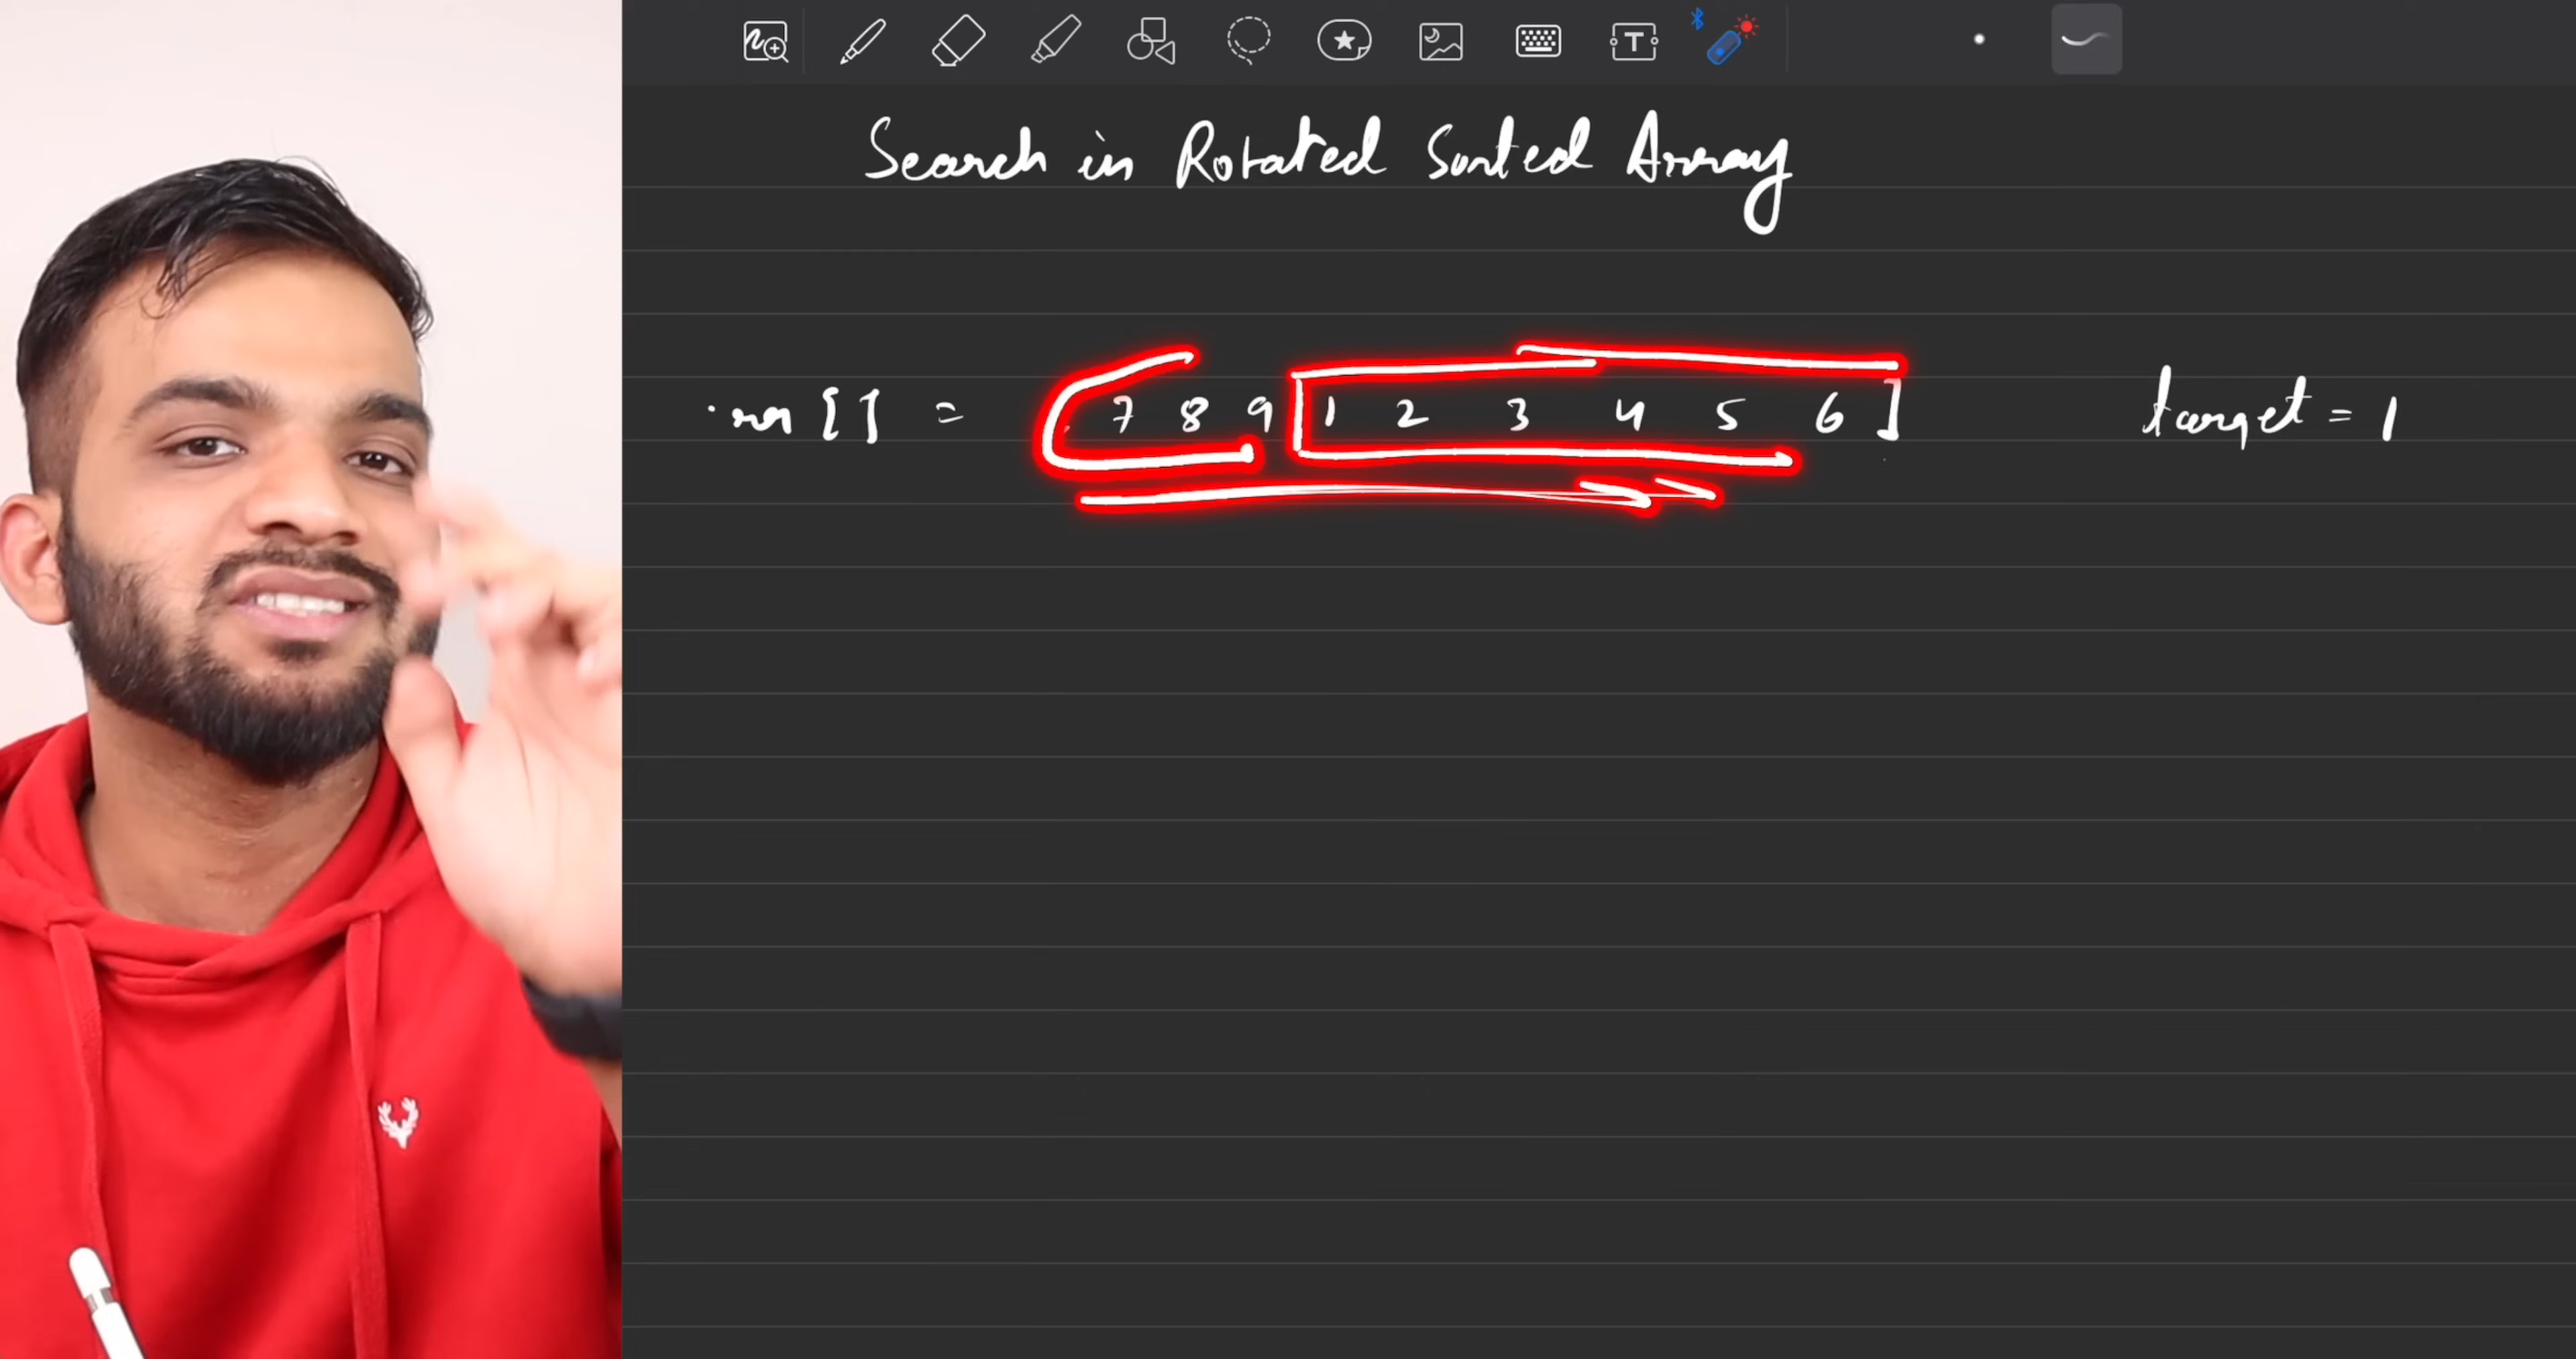 Search in Rotated Sorted Array
arr[] = 7 8 9 1 2 3 4 5 6 ] target = 1